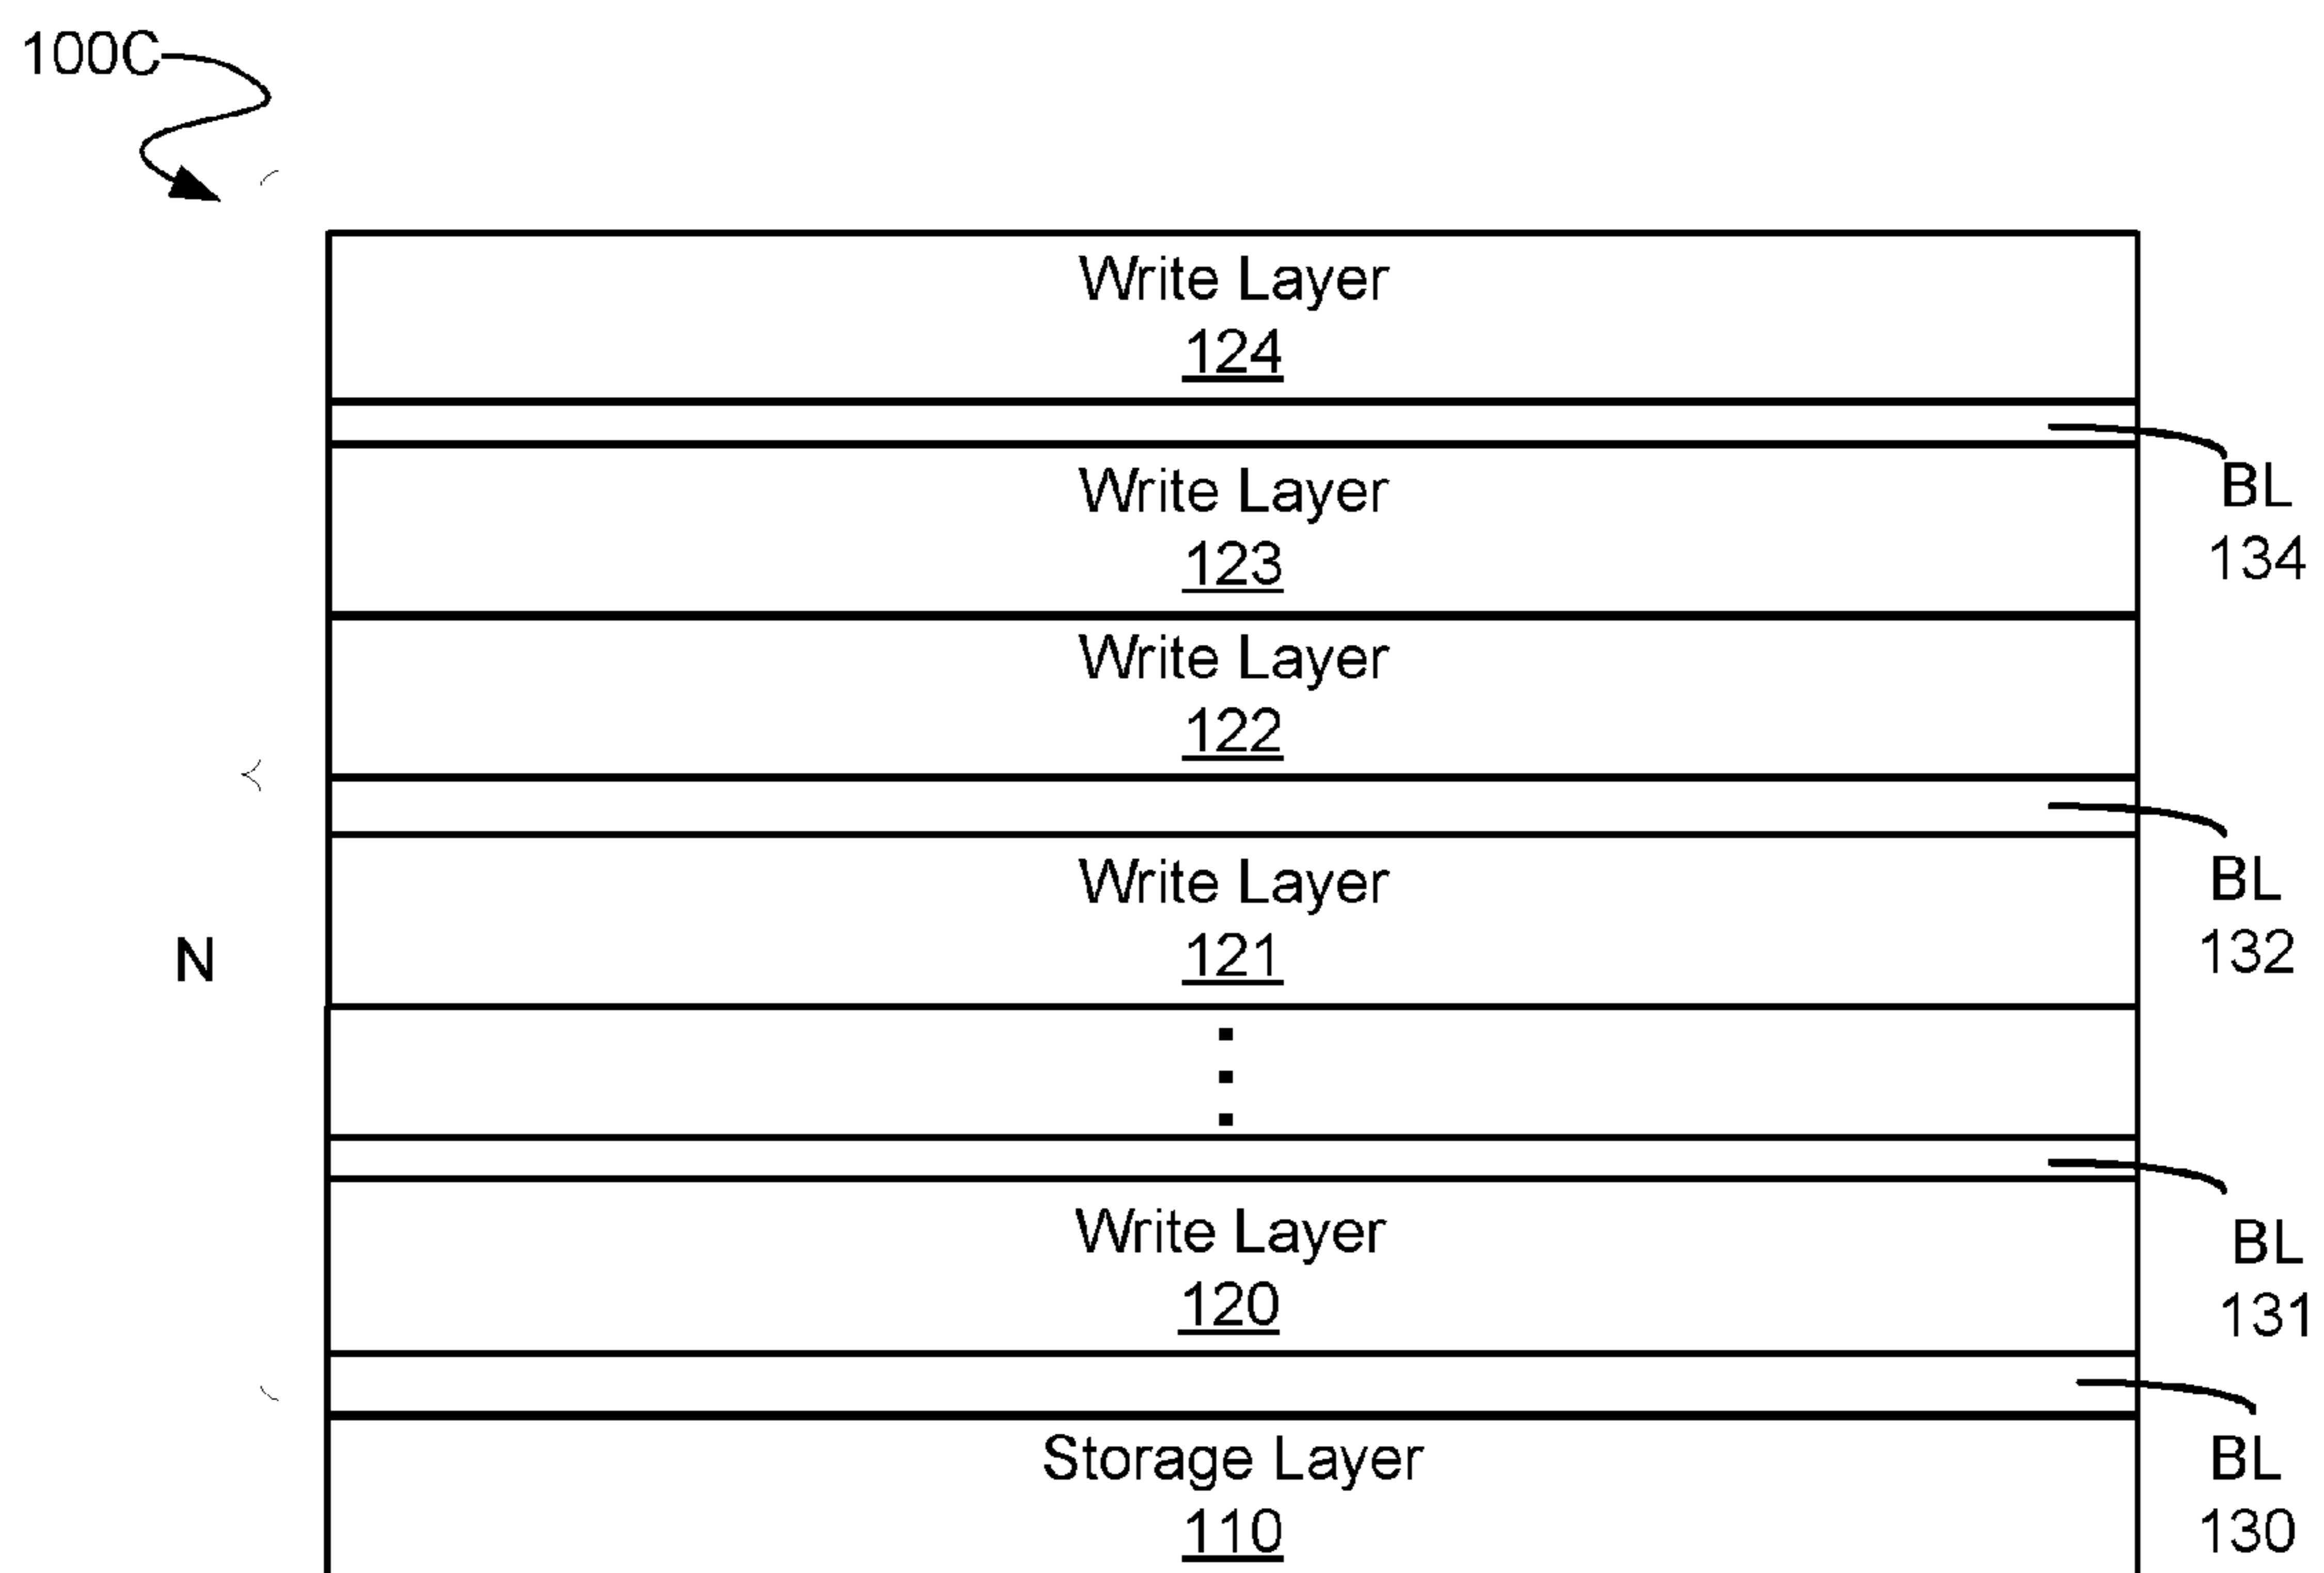 100C
Write Layer
124
Write Layer
123
BL
134
Write Layer
122
Write Layer
121
BL
132
N
Write Layer
120
BL
131
Storage Layer
110
BL
130